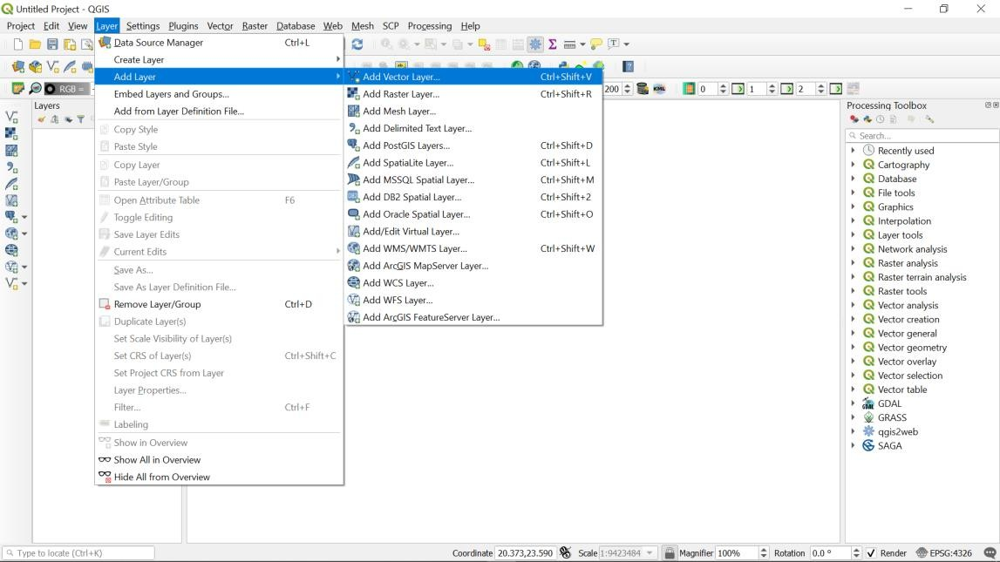 Untitled Project - QGIS
Project Edit View Layer Settings Plugins Vector Raster Database Web Mesh SCP Processing Help
Data Source Manager Ctrl+L
Create Layer
Add Layer
Embed Layers and Groups...
Add from Layer Definition File...
Copy Style
Paste Style
Copy Layer
Paste Layer/Group
Open Attribute Table F6
Toggle Editing
Save Layer Edits
Current Edits
Save As...
Save As Layer Definition File...
Remove Layer/Group Ctrl+D
Duplicate Layer(s)
Set Scale Visibility of Layer(s)
Set CRS of Layer(s) Ctrl+Shift+C
Set Project CRS from Layer
Layer Properties...
Filter... Ctrl+F
Labeling
Show in Overview
Show All in Overview
Hide All from Overview
Add Vector Layer... Ctrl+Shift+V
Add Raster Layer... Ctrl+Shift+R
Add Mesh Layer...
Add Delimited Text Layer...
Add PostGIS Layers... Ctrl+Shift+D
Add SpatiaLite Layer... Ctrl+Shift+L
Add MSSQL Spatial Layer... Ctrl+Shift+M
Add DB2 Spatial Layer... Ctrl+Shift+2
Add Oracle Spatial Layer... Ctrl+Shift+O
Add/Edit Virtual Layer...
Add WMS/WMTS Layer... Ctrl+Shift+W
Add ArcGIS MapServer Layer...
Add WCS Layer...
Add WFS Layer...
Add ArcGIS FeatureServer Layer...
RGB =
200 KML 0 1 2
Layers
Processing Toolbox
Search...
Recently used
Cartography
Database
File tools
Graphics
Interpolation
Layer tools
Network analysis
Raster analysis
Raster terrain analysis
Raster tools
Vector analysis
Vector creation
Vector general
Vector geometry
Vector overlay
Vector selection
Vector table
GDAL
GRASS
qgis2web
SAGA
Type to locate (Ctrl+K) Coordinate 20.373,23.590 Scale 1:9423484 Magnifier 100% Rotation 0.0 ° Render EPSG:4326